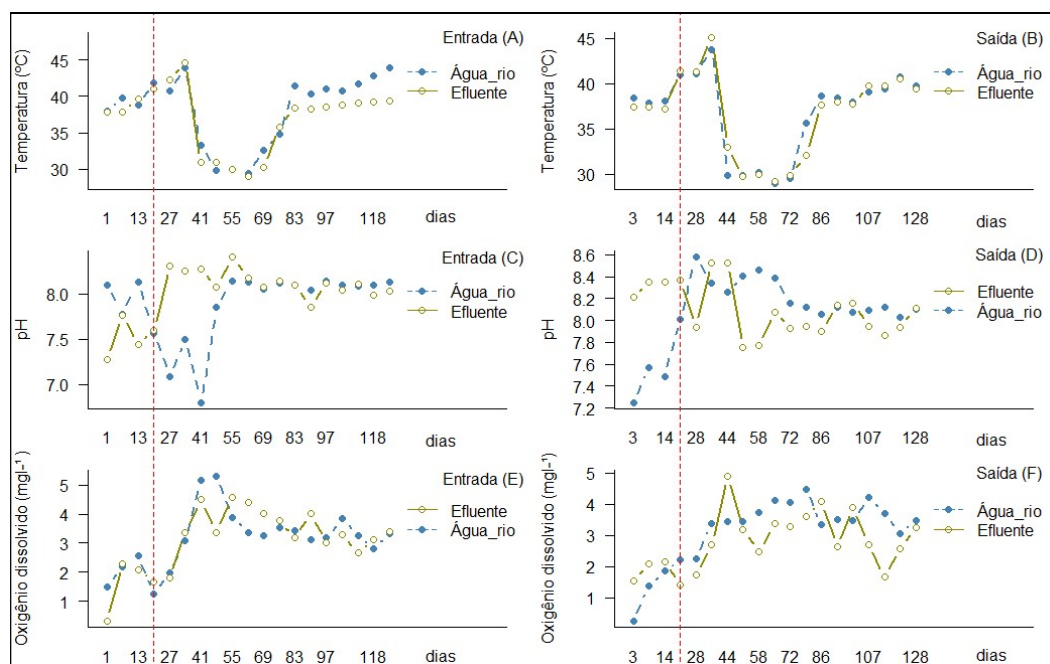 Entrada (A)
Temperatura (ºC)
45
40
35
30
Água_rio
Efluente
1 13 27 41 55 69 83 97 118 dias
Saída (B)
Temperatura (ºC)
45
40
35
30
Água_rio
Efluente
3 14 28 44 58 72 86 107 128 dias
Entrada (C)
pH
8.0
7.5
7.0
Água_rio
Efluente
1 13 27 41 55 69 83 97 118 dias
Saída (D)
pH
8.6
8.4
8.2
8.0
7.8
7.6
7.4
7.2
Efluente
Água_rio
3 14 28 44 58 72 86 107 128 dias
Entrada (E)
Oxigênio dissolvido (mgl-¹)
5
4
3
2
1
Efluente
Água_rio
1 13 27 41 55 69 83 97 118 dias
Saída (F)
Oxigênio dissolvido (mgl-¹)
5
4
3
2
1
Água_rio
Efluente
3 14 28 44 58 72 86 107 128 dias